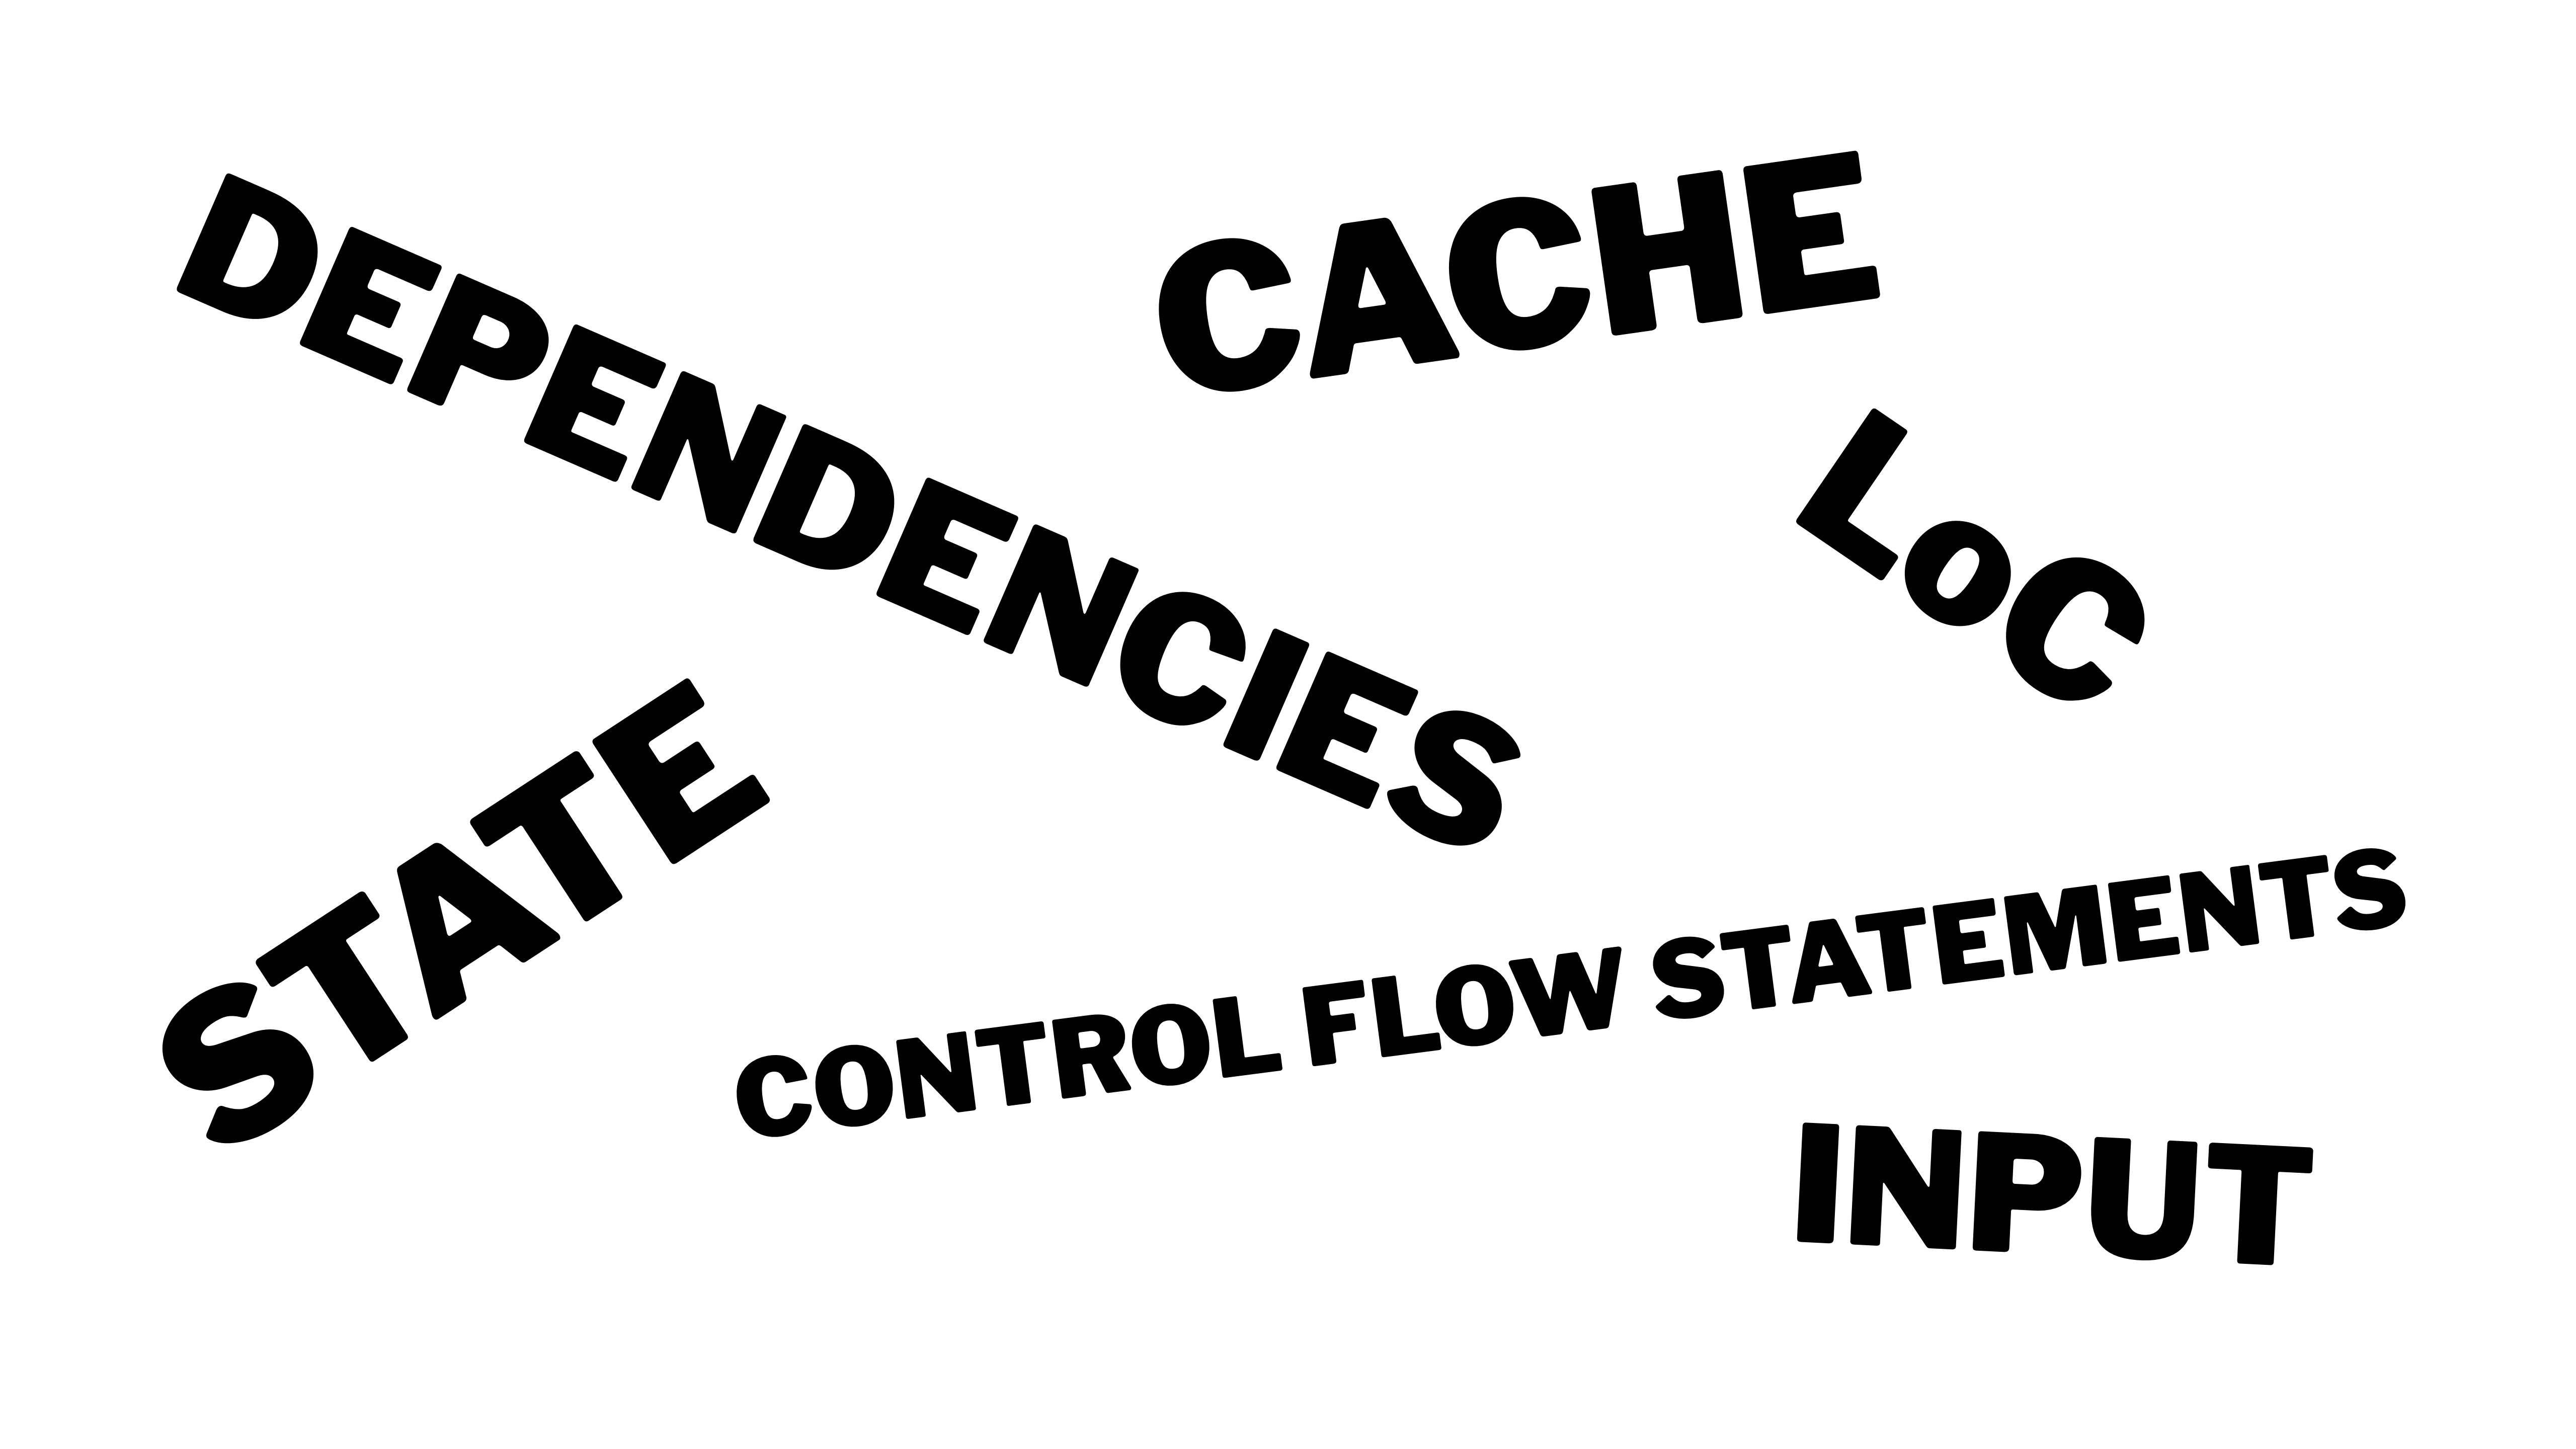 DEPENDENCIES
CACHE
LoC
STATE
CONTROL FLOW STATEMENTS
INPUT